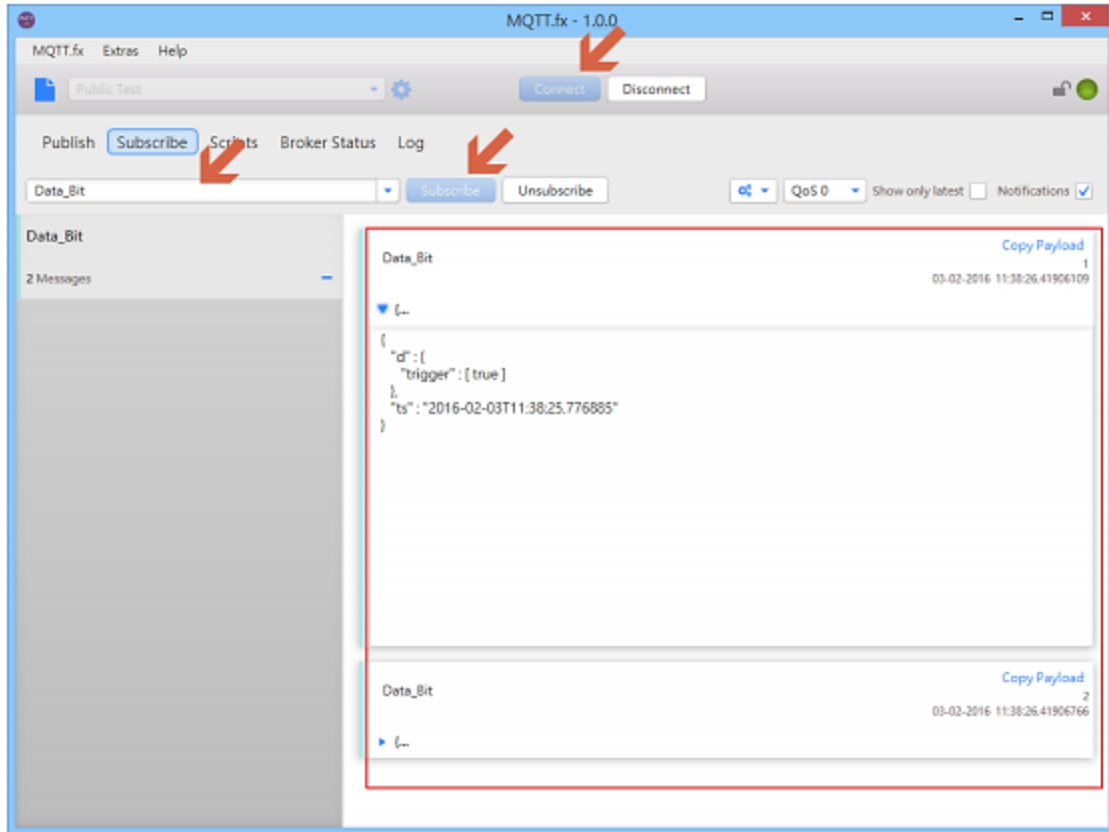 MQTT.fx - 1.0.0
MQTT.fx Extras Help
Public Test Connect Disconnect
Publish Subscribe Scripts Broker Status Log
Data_Bit Subscribe Unsubscribe QoS 0 Show only latest Notifications
Data_Bit
2 Messages
Data_Bit Copy Payload
1
03-02-2016 11:38:26.41906109
{...
{
"d" : {
"trigger" : [ true ]
},
"ts" : "2016-02-03T11:38:25.776885"
}
Data_Bit Copy Payload
2
03-02-2016 11:38:26.41906766
{...